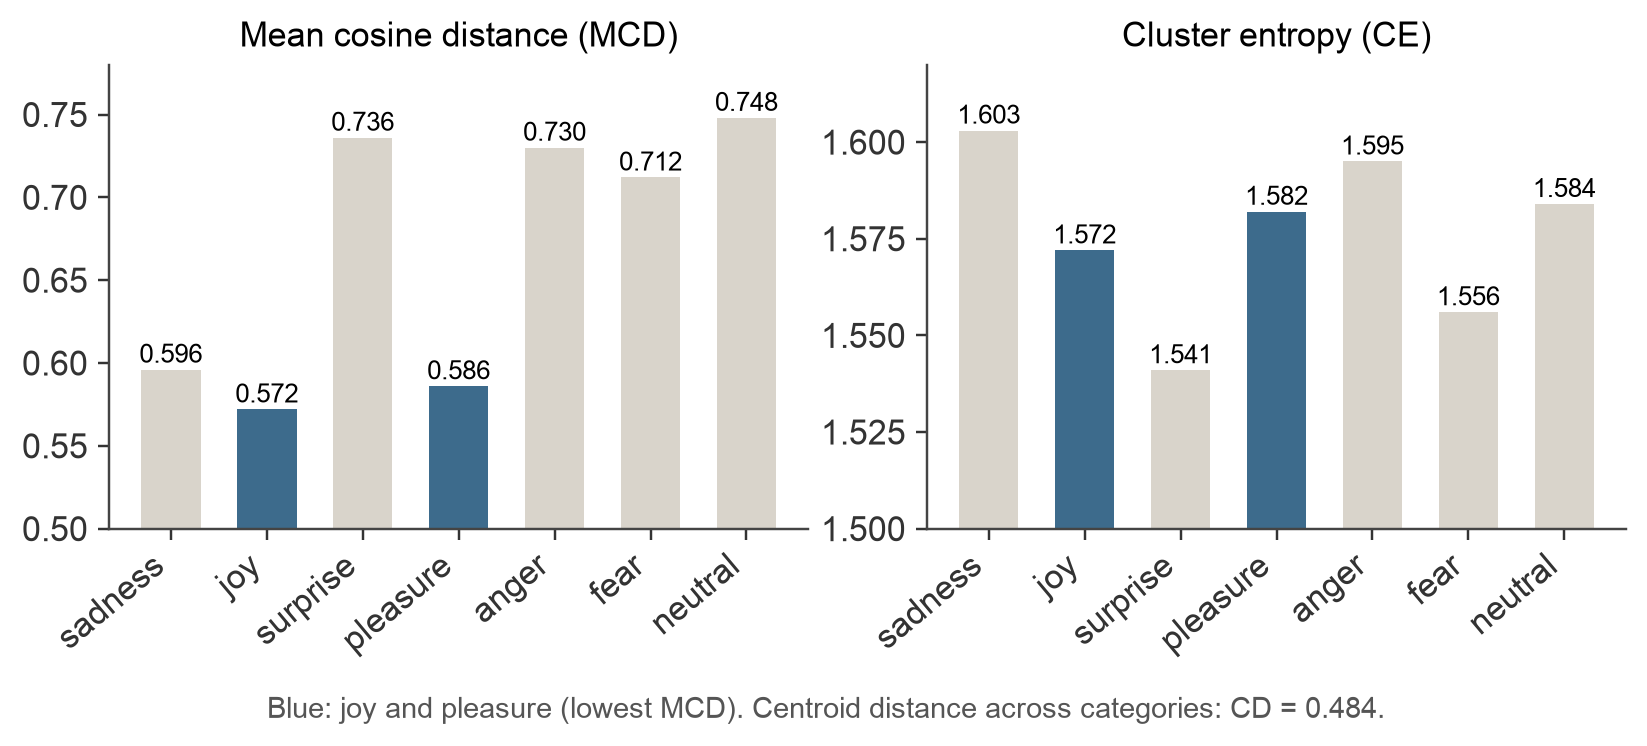 Mean cosine distance (MCD)
0.75
0.70
0.65
0.60
0.55
0.50
0.596
0.572
0.736
0.586
0.730
0.712
0.748
sadness
joy
surprise
pleasure
anger
fear
neutral
Cluster entropy (CE)
1.600
1.575
1.550
1.525
1.500
1.603
1.572
1.541
1.582
1.595
1.556
1.584
sadness
joy
surprise
pleasure
anger
fear
neutral
Blue: joy and pleasure (lowest MCD). Centroid distance across categories: CD = 0.484.